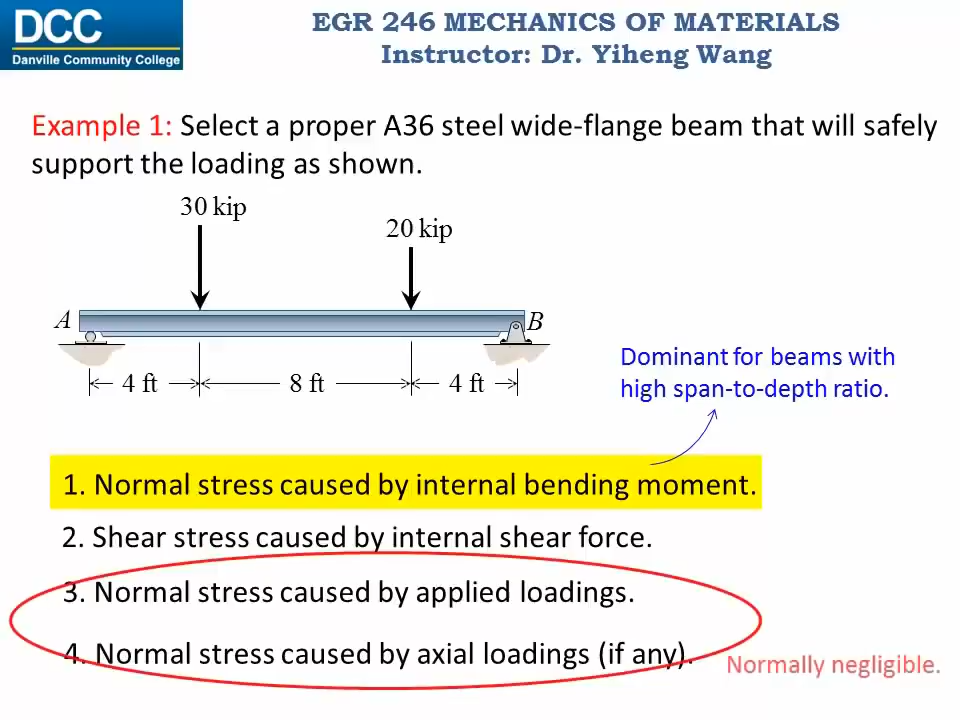 DCC
Danville Community College
EGR 246 MECHANICS OF MATERIALS
Instructor: Dr. Yiheng Wang
Example 1: Select a proper A36 steel wide-flange beam that will safely
support the loading as shown.
30 kip
20 kip
A
B
4 ft
8 ft
4 ft
Dominant for beams with
high span-to-depth ratio.
1. Normal stress caused by internal bending moment.
2. Shear stress caused by internal shear force.
3. Normal stress caused by applied loadings.
4. Normal stress caused by axial loadings (if any).
Normally negligible.